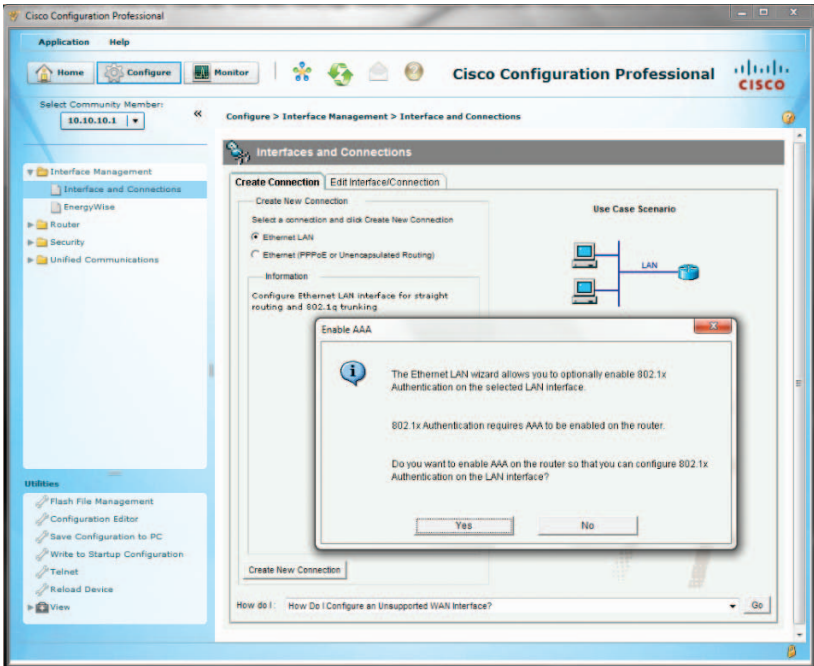 Cisco Configuration Professional
Application Help
Home Configure Monitor
Cisco Configuration Professional
CISCO
Select Community Member:
10.10.10.1
«
Configure > Interface Management > Interface and Connections
Interface Management
Interface and Connections
EnergyWise
Router
Security
Unified Communications
Interfaces and Connections
Create Connection Edit Interface/Connection
Create New Connection
Select a connection and click Create New Connection
Ethernet LAN
Ethernet (PPPoE or Unencapsulated Routing)
Information
Configure Ethernet LAN interface for straight
routing and 802.1q trunking
Use Case Scenario
LAN
Enable AAA
The Ethernet LAN wizard allows you to optionally enable 802.1x
Authentication on the selected LAN interface.
802.1x Authentication requires AAA to be enabled on the router.
Do you want to enable AAA on the router so that you can configure 802.1x
Authentication on the LAN interface?
Yes No
Create New Connection
How do I: How Do I Configure an Unsupported WAN Interface? Go
Utilities
Flash File Management
Configuration Editor
Save Configuration to PC
Write to Startup Configuration
Telnet
Reload Device
View